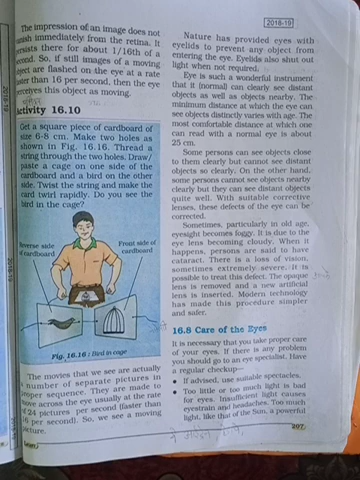 The impression of an image does not
vanish immediately from the retina. It
persists there for about 1/16th of a
second. So, if still images of a moving
object are flashed on the eye at a rate
faster than 16 per second, then the eye
perceives this object as moving.
Activity 16.10
Get a square piece of cardboard of
size 6-8 cm. Make two holes as
shown in Fig. 16.16. Thread a
string through the two holes. Draw/
paste a cage on one side of the
cardboard and a bird on the other
side. Twist the string and make the
card twirl rapidly. Do you see the
bird in the cage?
Reverse side
of cardboard
Front side of
cardboard
Fig. 16.16 : Bird in cage
The movies that we see are actually
a number of separate pictures in
proper sequence. They are made to
move across the eye usually at the rate
of 24 pictures per second (faster than
16 per second). So, we see a moving
picture.
2018-19
Nature has provided eyes with
eyelids to prevent any object from
entering the eye. Eyelids also shut out
light when not required.
Eye is such a wonderful instrument
that it (normal) can clearly see distant
objects as well as objects nearby. The
minimum distance at which the eye can
see objects distinctly varies with age. The
most comfortable distance at which one
can read with a normal eye is about
25 cm.
Some persons can see objects close
to them clearly but cannot see distant
objects so clearly. On the other hand,
some persons cannot see objects nearby
clearly but they can see distant objects
quite well. With suitable corrective
lenses, these defects of the eye can be
corrected.
Sometimes, particularly in old age,
eyesight becomes foggy. It is due to the
eye lens becoming cloudy. When it
happens, persons are said to have
cataract. There is a loss of vision,
sometimes extremely severe. It is
possible to treat this defect. The opaque
lens is removed and a new artificial
lens is inserted. Modern technology
has made this procedure simpler
and safer.
16.8 Care of the Eyes
It is necessary that you take proper care
of your eyes. If there is any problem
you should go to an eye specialist. Have
a regular checkup—
• If advised, use suitable spectacles.
• Too little or too much light is bad
for eyes. Insufficient light causes
eyestrain and headaches. Too much
light, like that of the Sun, a powerful
207